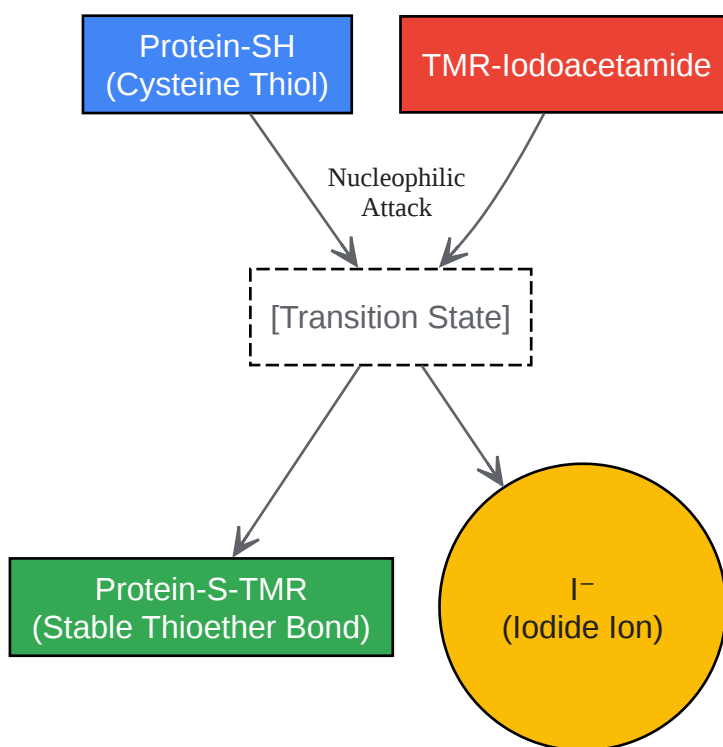 Protein-SH
(Cysteine Thiol)
TMR-Iodoacetamide
Nucleophilic
Attack
[Transition State]
Protein-S-TMR
(Stable Thioether Bond)
I⁻
(Iodide Ion)